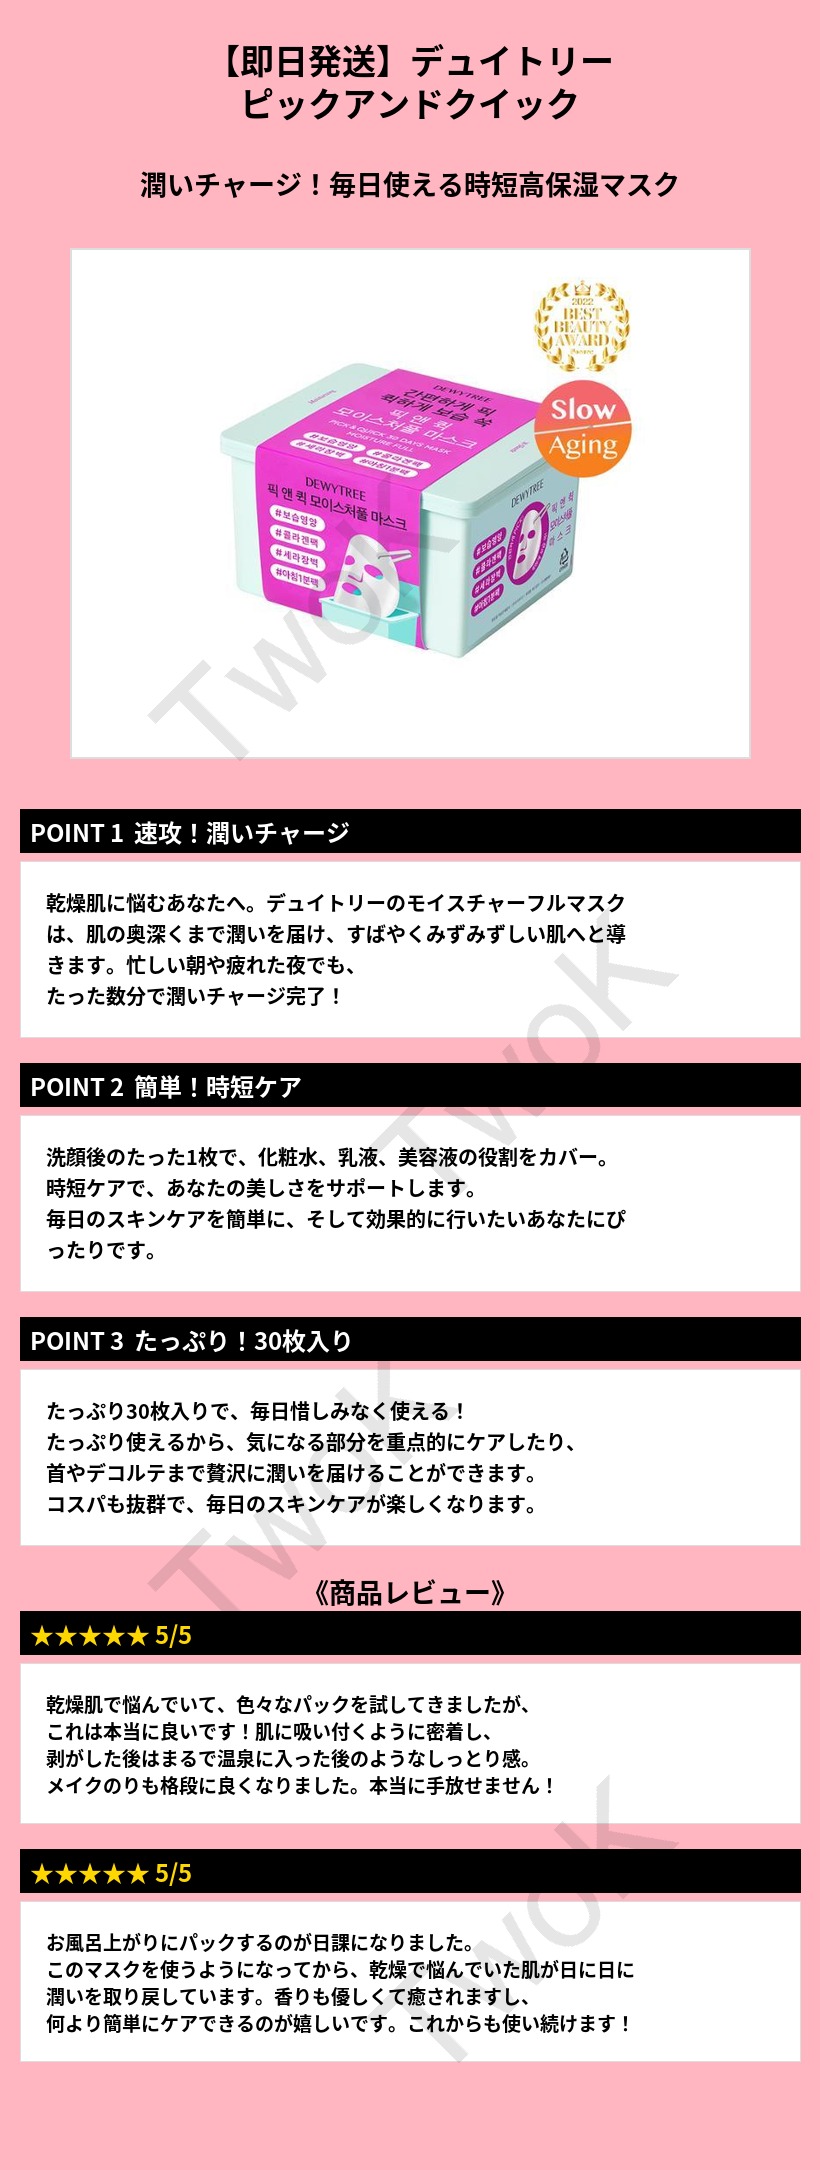 【即日発送】デュイトリー
ピックアンドクイック
潤いチャージ！毎日使える時短高保湿マスク
2022
BEST
BEAUTY
AWARD
Slow
Aging
DEWYTREE
간편하게 픽
퀵하게 보습 쏙
픽 앤 퀵
모이스처풀 마스크
PICK & QUICK 30 DAYS MASK
MOISTURE FULL
#보습영양 #콜라겐팩
#세라장벽 #아침1분팩
DEWYTREE
픽 앤 퀵 모이스처풀 마스크
#보습영양
#콜라겐팩
#세라장벽
#아침1분팩
DEWYTREE
픽 앤 퀵
모이스처풀
마스크
#보습영양
#콜라겐팩
#세라장벽
#아침1분팩
TwoK
POINT 1 速攻！潤いチャージ
乾燥肌に悩むあなたへ。デュイトリーのモイスチャーフルマスク
は、肌の奥深くまで潤いを届け、すばやくみずみずしい肌へと導
きます。忙しい朝や疲れた夜でも、
たった数分で潤いチャージ完了！
TwoK
POINT 2 簡単！時短ケア
洗顔後のたった1枚で、化粧水、乳液、美容液の役割をカバー。
時短ケアで、あなたの美しさをサポートします。
毎日のスキンケアを簡単に、そして効果的に行いたいあなたにぴ
ったりです。
POINT 3 たっぷり！30枚入り
たっぷり30枚入りで、毎日惜しみなく使える！
たっぷり使えるから、気になる部分を重点的にケアしたり、
首やデコルテまで贅沢に潤いを届けることができます。
コスパも抜群で、毎日のスキンケアが楽しくなります。
TwoK
《商品レビュー》
★★★★★ 5/5
乾燥肌で悩んでいて、色々なパックを試してきましたが、
これは本当に良いです！肌に吸い付くように密着し、
剥がした後はまるで温泉に入った後のようなしっとり感。
メイクのりも格段に良くなりました。本当に手放せません！
★★★★★ 5/5
お風呂上がりにパックするのが日課になりました。
このマスクを使うようになってから、乾燥で悩んでいた肌が日に日に
潤いを取り戻しています。香りも優しくて癒されますし、
何より簡単にケアできるのが嬉しいです。これからも使い続けます！
TwoK